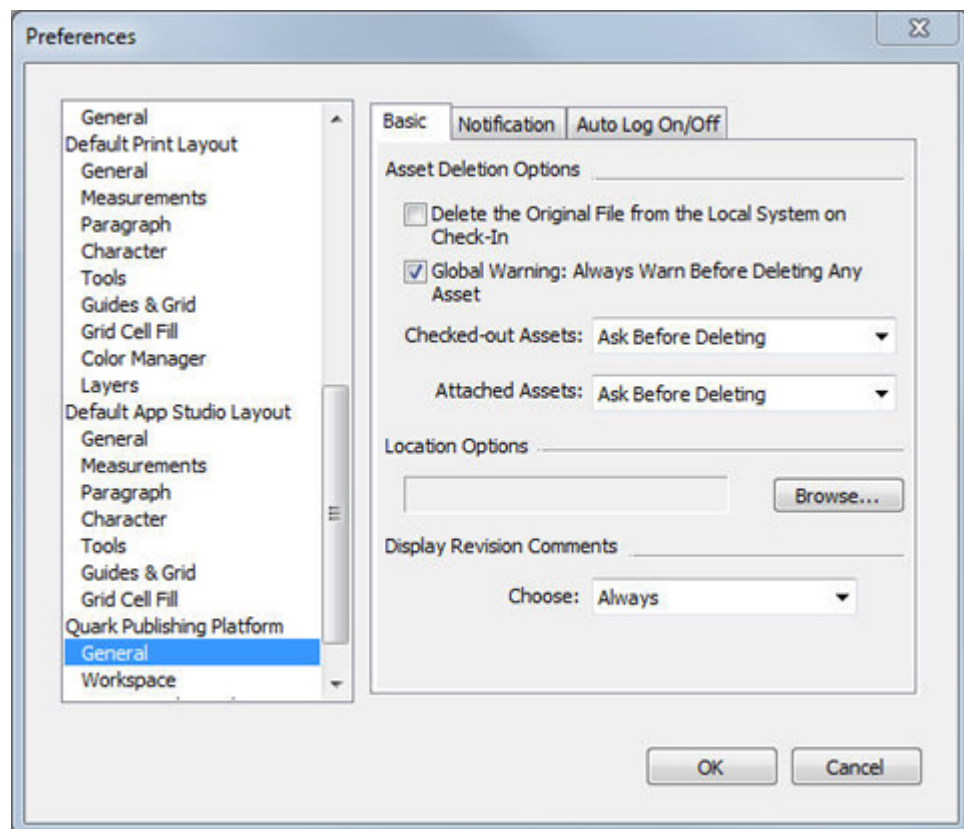 Preferences
General
Default Print Layout
General
Measurements
Paragraph
Character
Tools
Guides & Grid
Grid Cell Fill
Color Manager
Layers
Default App Studio Layout
General
Measurements
Paragraph
Character
Tools
Guides & Grid
Grid Cell Fill
Quark Publishing Platform
General
Workspace
Basic
Notification
Auto Log On/Off
Asset Deletion Options
Delete the Original File from the Local System on
Check-In
Global Warning: Always Warn Before Deleting Any
Asset
Checked-out Assets: Ask Before Deleting
Attached Assets: Ask Before Deleting
Location Options
Browse...
Display Revision Comments
Choose: Always
OK
Cancel